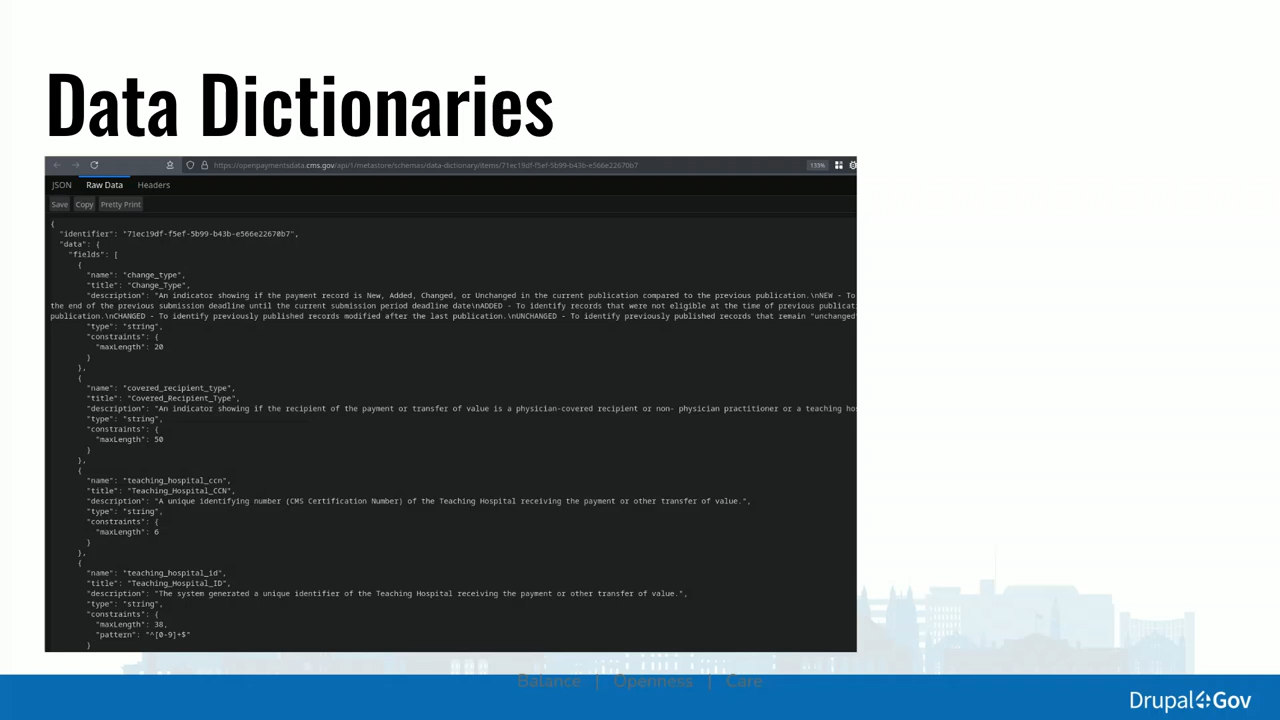 Data Dictionaries
https://openpaymentsdata.cms.gov/api/1/metastore/schemas/data-dictionary/items/71ec19df-f5ef-5b99-b43b-e566e22670b7
133%
JSON Raw Data Headers
Save Copy Pretty Print
{
"identifier": "71ec19df-f5ef-5b99-b43b-e566e22670b7",
"data": {
"fields": [
{
"name": "change_type",
"title": "Change_Type",
"description": "An indicator showing if the payment record is New, Added, Changed, or Unchanged in the current publication compared to the previous publication.\nNEW - To
the end of the previous submission deadline until the current submission period deadline date\nADDED - To identify records that were not eligible at the time of previous publicat
publication.\nCHANGED - To identify previously published records modified after the last publication.\nUNCHANGED - To identify previously published records that remain "unchanged"
"type": "string",
"constraints": {
"maxLength": 20
}
},
{
"name": "covered_recipient_type",
"title": "Covered_Recipient_Type",
"description": "An indicator showing if the recipient of the payment or transfer of value is a physician-covered recipient or non- physician practitioner or a teaching hos
"type": "string",
"constraints": {
"maxLength": 50
}
},
{
"name": "teaching_hospital_ccn",
"title": "Teaching_Hospital_CCN",
"description": "A unique identifying number (CMS Certification Number) of the Teaching Hospital receiving the payment or other transfer of value.",
"type": "string",
"constraints": {
"maxLength": 6
}
},
{
"name": "teaching_hospital_id",
"title": "Teaching_Hospital_ID",
"description": "The system generated a unique identifier of the Teaching Hospital receiving the payment or other transfer of value.",
"type": "string",
"constraints": {
"maxLength": 38,
"pattern": "^[0-9]+$"
}
Balance | Openness | Care
Drupal4Gov